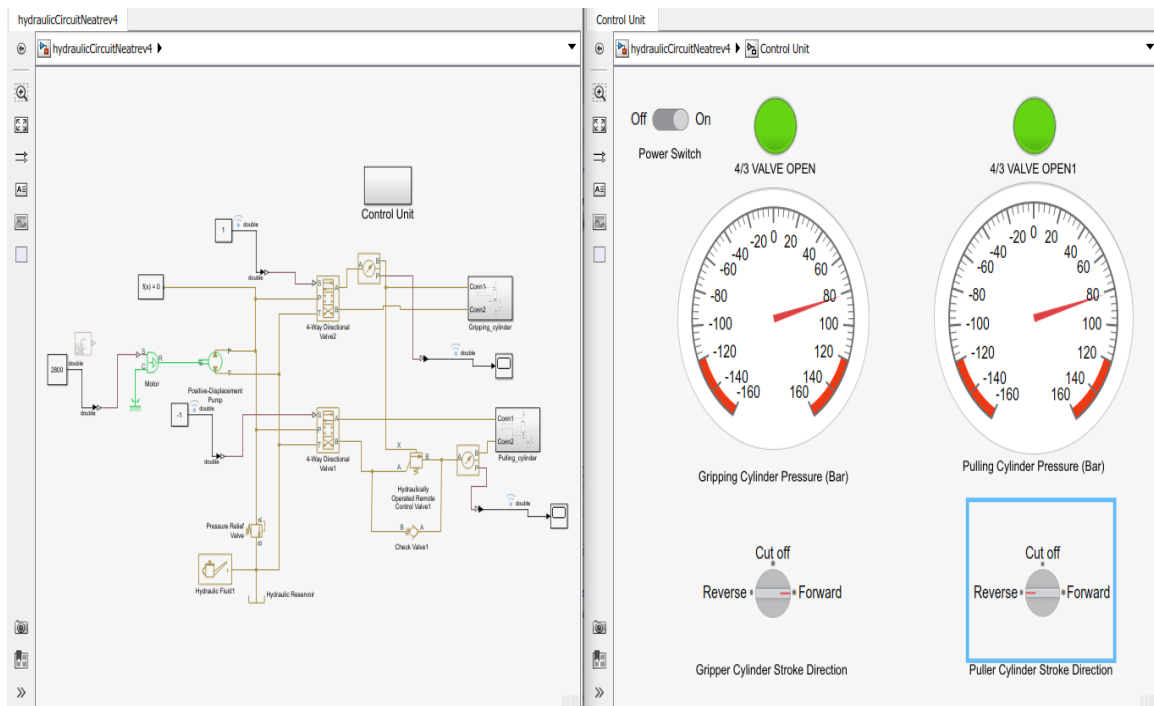 hydraulicCircuitNeatrev4
hydraulicCircuitNeatrev4
Control Unit
1
double
double
f(x) = 0
S
P
T
A
B
4-Way Directional
Valve2
A
B
P
Conn1
Conn2
Gripping_cylinder
double
2800
double
double
S
C
R
Motor
P
T
Positive-Displacement
Pump
-1
double
double
S
P
T
A
B
4-Way Directional
Valve1
Conn1
Conn2
Pulling_cylinder
X
A
B
Hydraulically
Operated Remote
Control Valve1
A
B
P
double
B
A
Check Valve1
Pressure Relief
Valve
A
B
Hydraulic Fluid1
Hydraulic Reservoir
Control Unit
hydraulicCircuitNeatrev4
Control Unit
Off
On
Power Switch
4/3 VALVE OPEN
-160
-140
-120
-100
-80
-60
-40
-20
0
20
40
60
80
100
120
140
160
Gripping Cylinder Pressure (Bar)
4/3 VALVE OPEN1
-160
-140
-120
-100
-80
-60
-40
-20
0
20
40
60
80
100
120
140
160
Pulling Cylinder Pressure (Bar)
Cut off
Reverse
Forward
Gripper Cylinder Stroke Direction
Cut off
Reverse
Forward
Puller Cylinder Stroke Direction